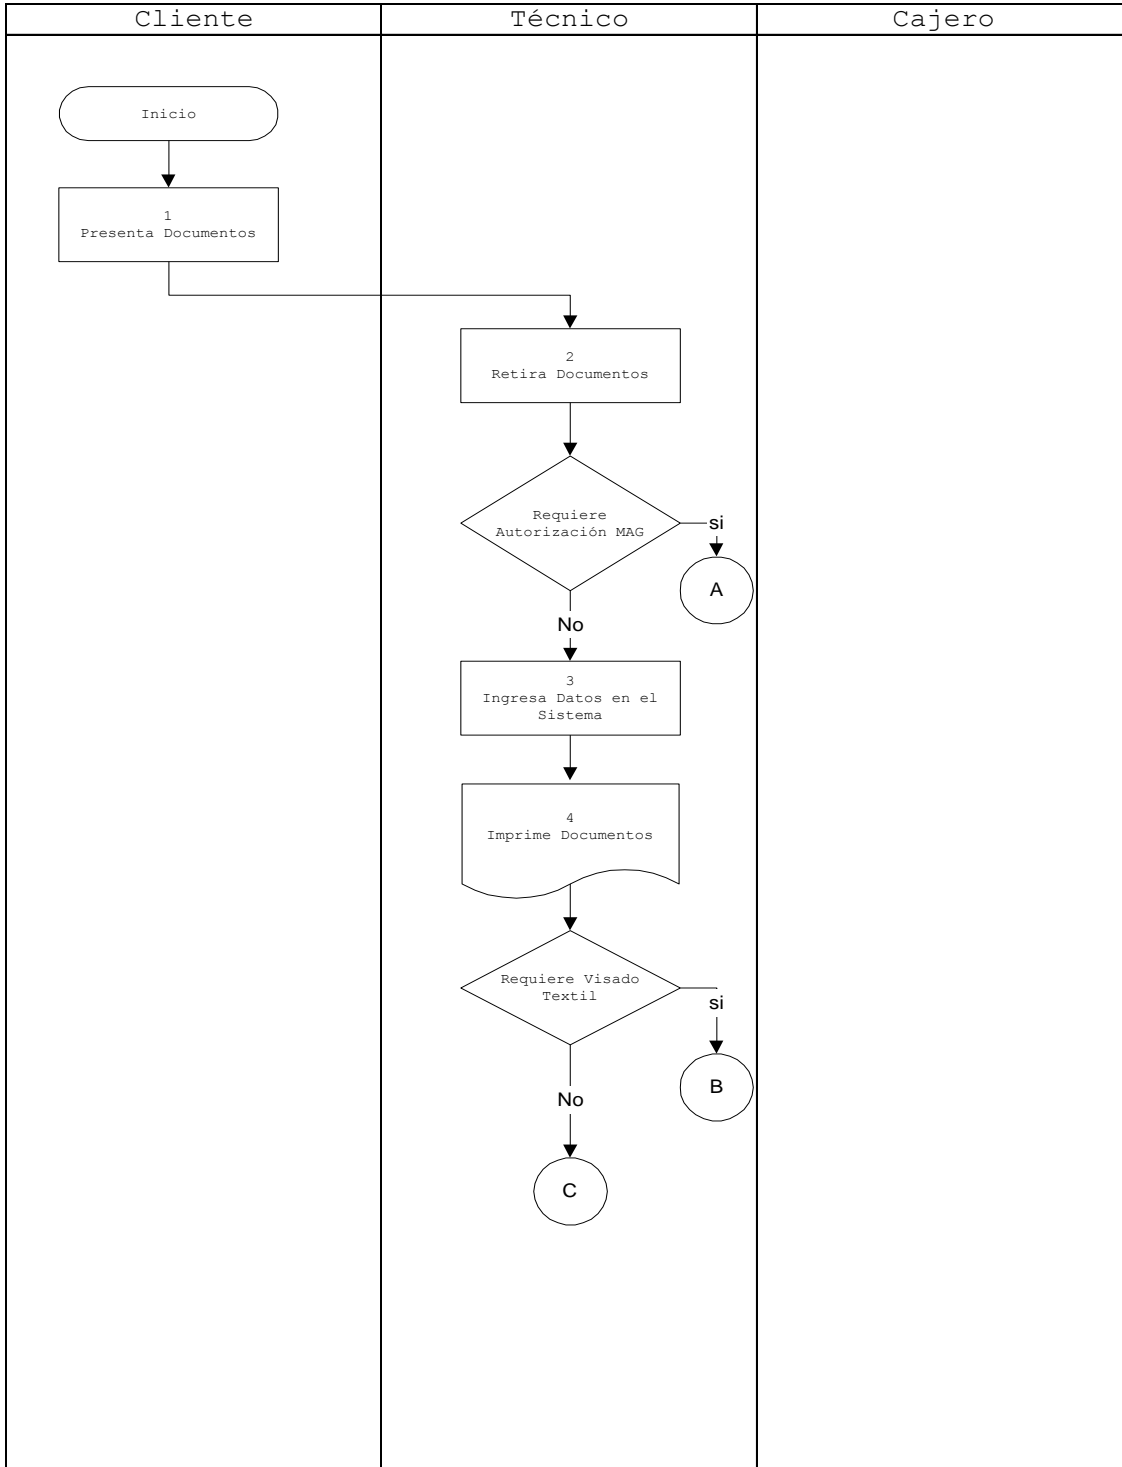 Cliente
Técnico
Cajero
Inicio
1
Presenta Documentos
2
Retira Documentos
Requiere
Autorización MAG
si
A
No
3
Ingresa Datos en el
Sistema
4
Imprime Documentos
Requiere Visado
Textil
si
B
No
C